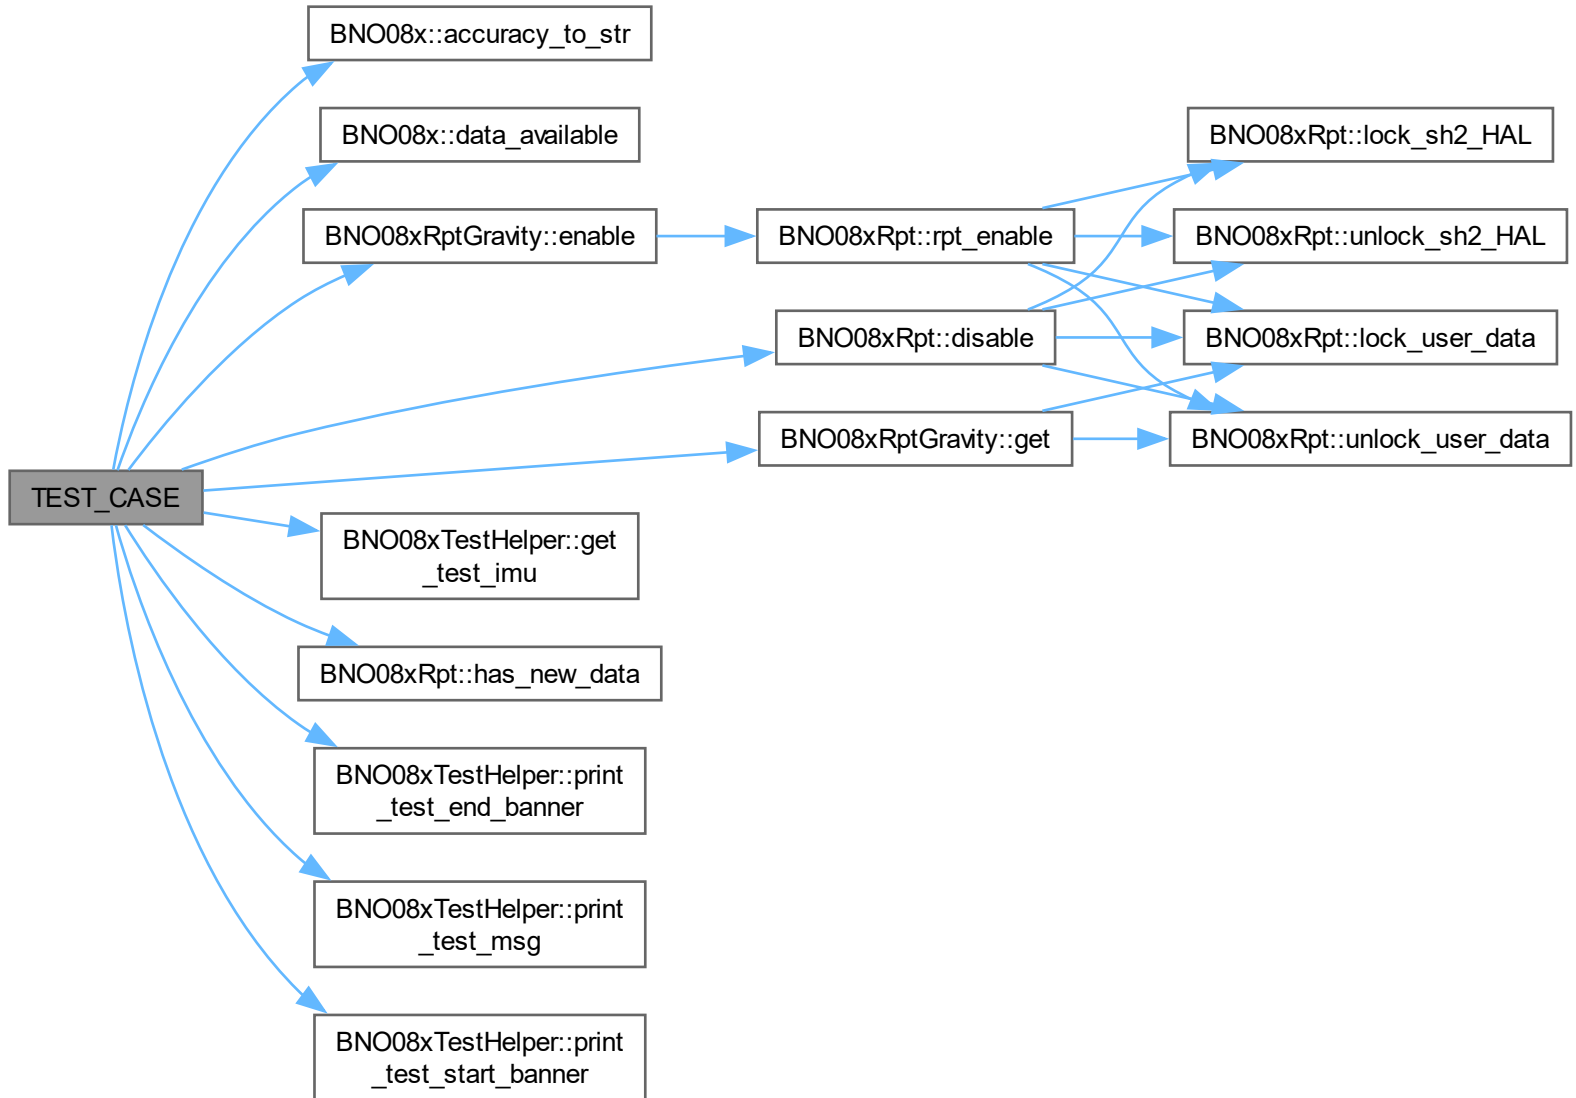 BNO08x::accuracy_to_str
BNO08x::data_available
BNO08xRptGravity::enable
BNO08xRpt::rpt_enable
BNO08xRpt::disable
BNO08xRptGravity::get
BNO08xRpt::lock_sh2_HAL
BNO08xRpt::unlock_sh2_HAL
BNO08xRpt::lock_user_data
BNO08xRpt::unlock_user_data
TEST_CASE
BNO08xTestHelper::get
_test_imu
BNO08xRpt::has_new_data
BNO08xTestHelper::print
_test_end_banner
BNO08xTestHelper::print
_test_msg
BNO08xTestHelper::print
_test_start_banner